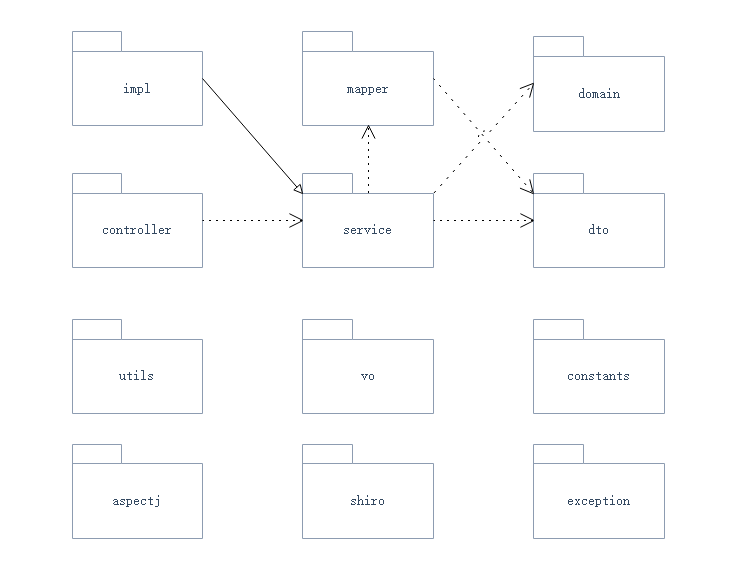 impl
mapper
domain
controller
service
dto
utils
vo
constants
aspectj
shiro
exception